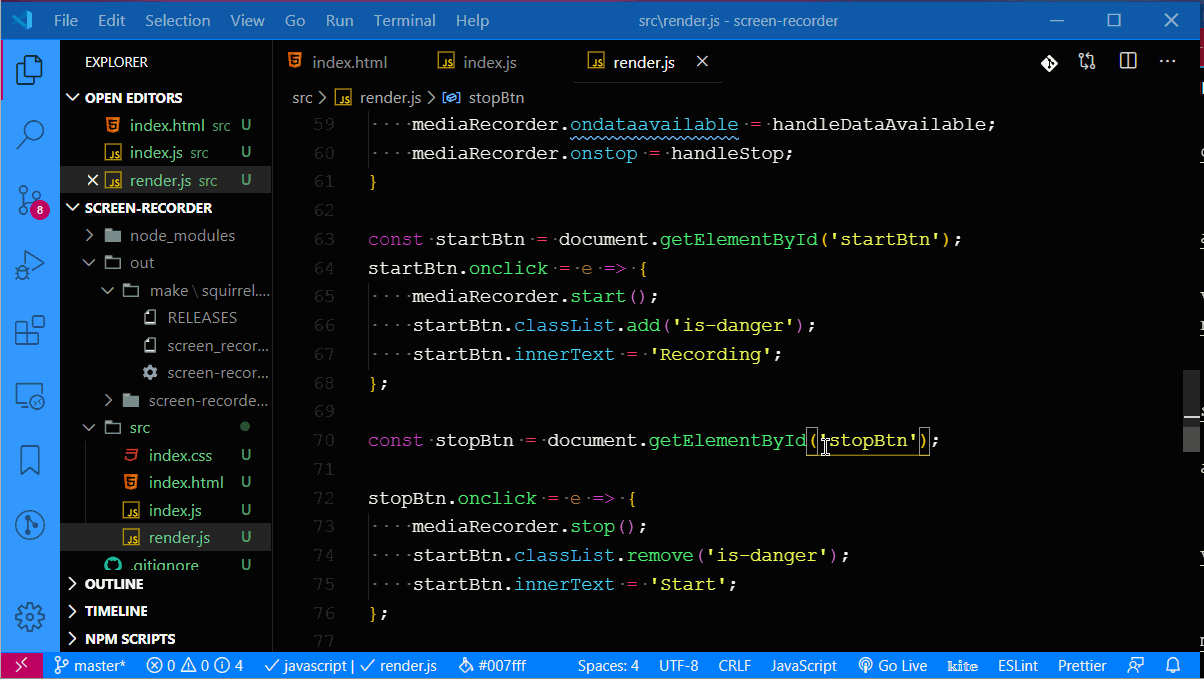 File Edit Selection View Go Run Terminal Help src\render.js - screen-recorder
EXPLORER
OPEN EDITORS
index.html src U
index.js src U
render.js src U
SCREEN-RECORDER
node_modules
out
make \ squirrel....
RELEASES
screen_recor...
screen-recor...
screen-recorde...
src
index.css U
index.html U
index.js U
render.js U
.gitignore U
OUTLINE
TIMELINE
NPM SCRIPTS
8
index.html index.js render.js
src > render.js > stopBtn
59 ····mediaRecorder.ondataavailable·=·handleDataAvailable;
60 ····mediaRecorder.onstop·=·handleStop;
61 }
62
63 const·startBtn·=·document.getElementById('startBtn');
64 startBtn.onclick·=·e·=>·{
65 ····mediaRecorder.start();
66 ····startBtn.classList.add('is-danger');
67 ····startBtn.innerText·=·'Recording';
68 };
69
70 const·stopBtn·=·document.getElementById('stopBtn');
71
72 stopBtn.onclick·=·e·=>·{
73 ····mediaRecorder.stop();
74 ····startBtn.classList.remove('is-danger');
75 ····startBtn.innerText·=·'Start';
76 };
77
master* 0 0 4 javascript | render.js #007fff Spaces: 4 UTF-8 CRLF JavaScript Go Live kite ESLint Prettier